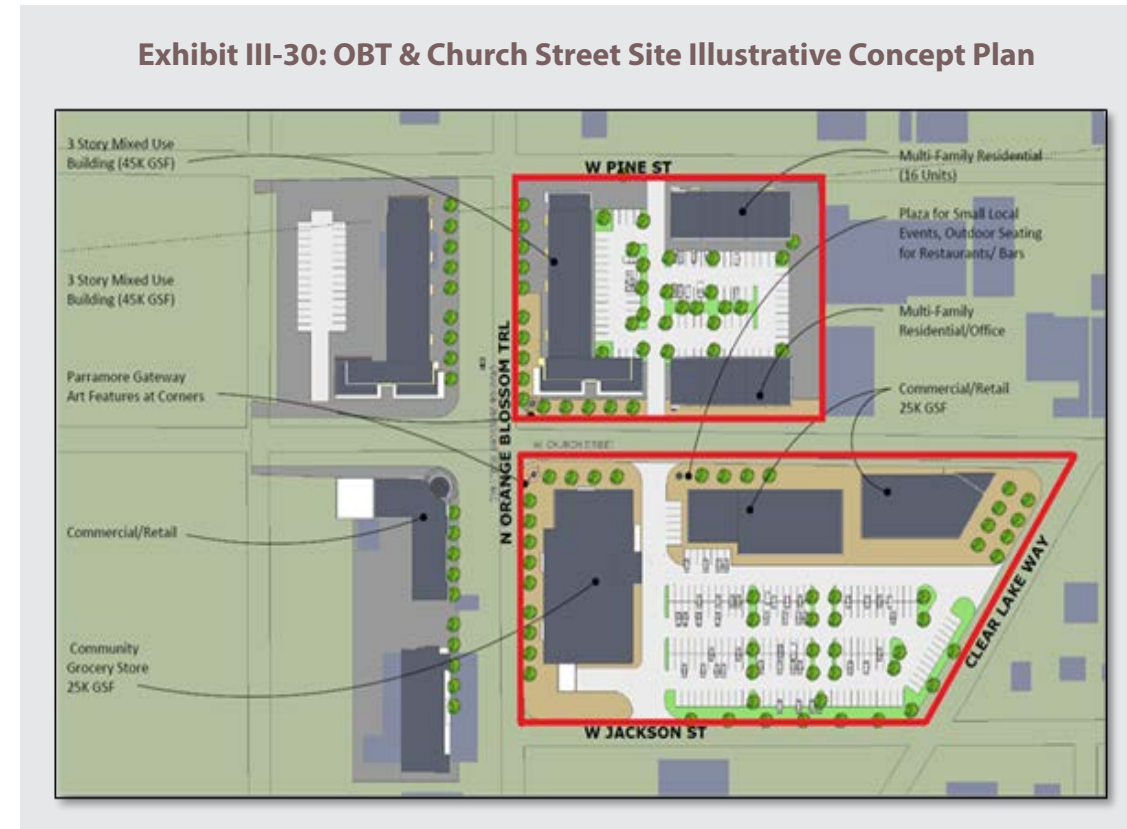 Exhibit III-30: OBT & Church Street Site Illustrative Concept Plan
3 Story Mixed Use
Building (45K GSF)
3 Story Mixed Use
Building (45K GSF)
Parramore Gateway
Art Features at Corners
Commercial/Retail
Community
Grocery Store
25K GSF
W PINE ST
N ORANGE BLOSSOM TRL
W. CHURCH STREET
W JACKSON ST
CLEAR LAKE WAY
Multi-Family Residential
(16 Units)
Plaza for Small Local
Events, Outdoor Seating
for Restaurants/ Bars
Multi-Family
Residential/Office
Commercial/Retail
25K GSF